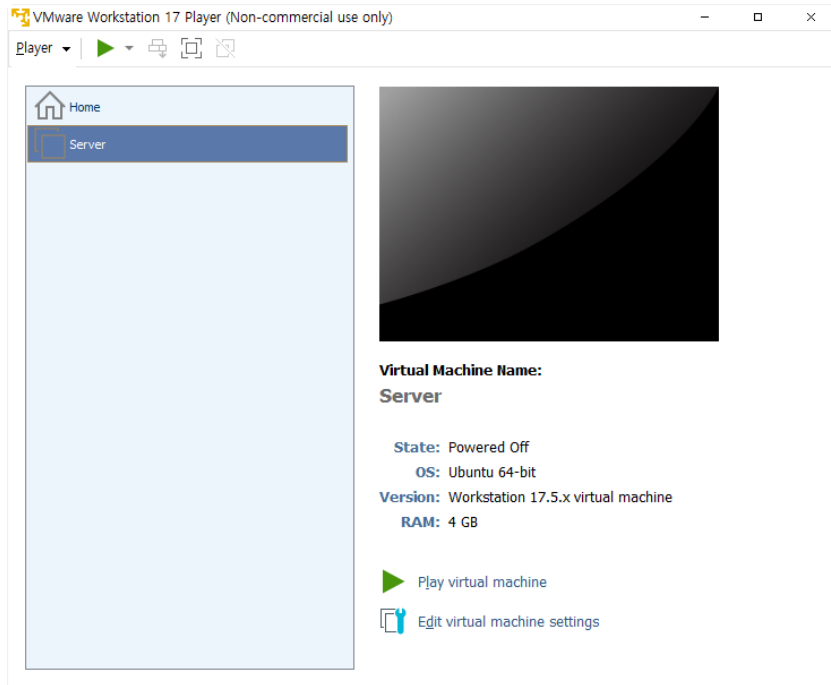 VMware Workstation 17 Player (Non-commercial use only)
Player
Home
Server
Virtual Machine Name:
Server
State: Powered Off
OS: Ubuntu 64-bit
Version: Workstation 17.5.x virtual machine
RAM: 4 GB
Play virtual machine
Edit virtual machine settings